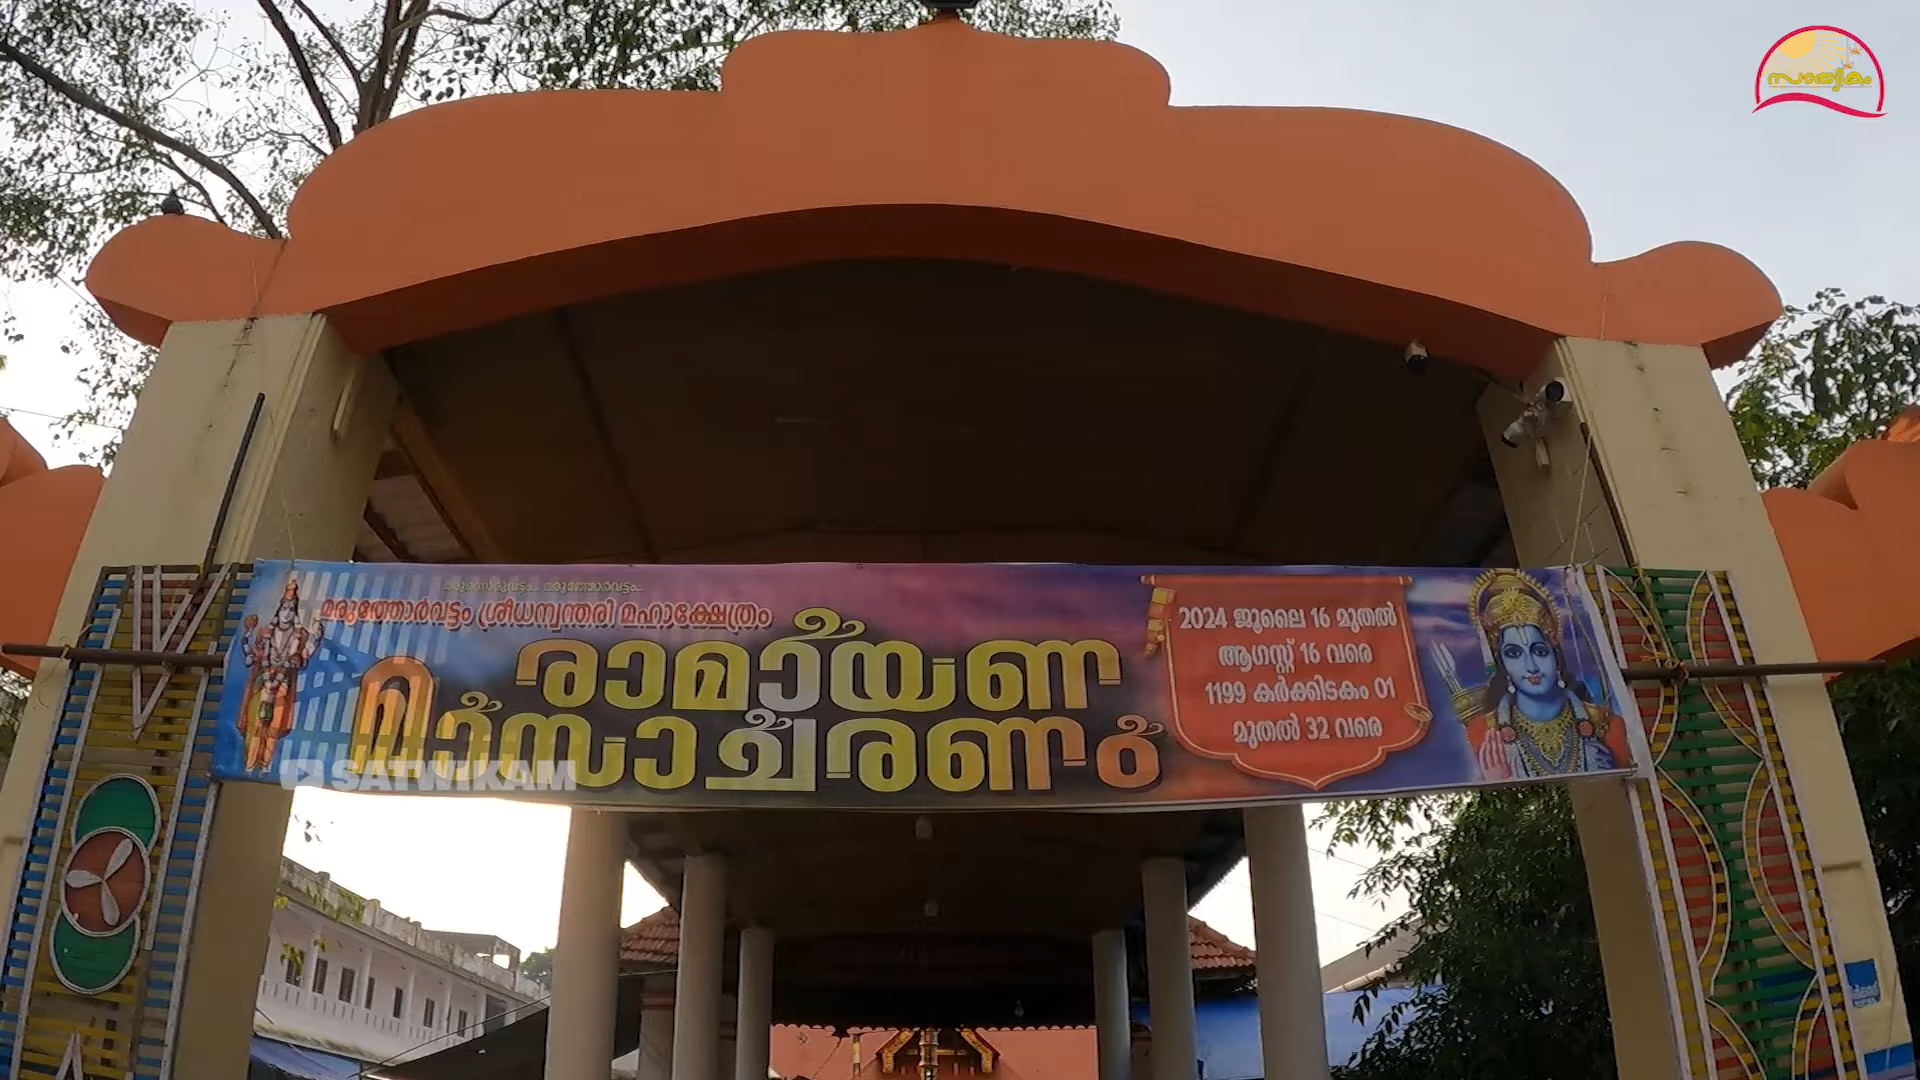 സാത്വികം
മരുത്തോർവട്ടം ശ്രീധന്വന്തരി മഹാക്ഷേത്രം
രാമായണ
മാസാചരണം
2024 ജൂലൈ 16 മുതൽ
ആഗസ്റ്റ് 16 വരെ
1199 കർക്കിടകം 01
മുതൽ 32 വരെ
SATWIKAM